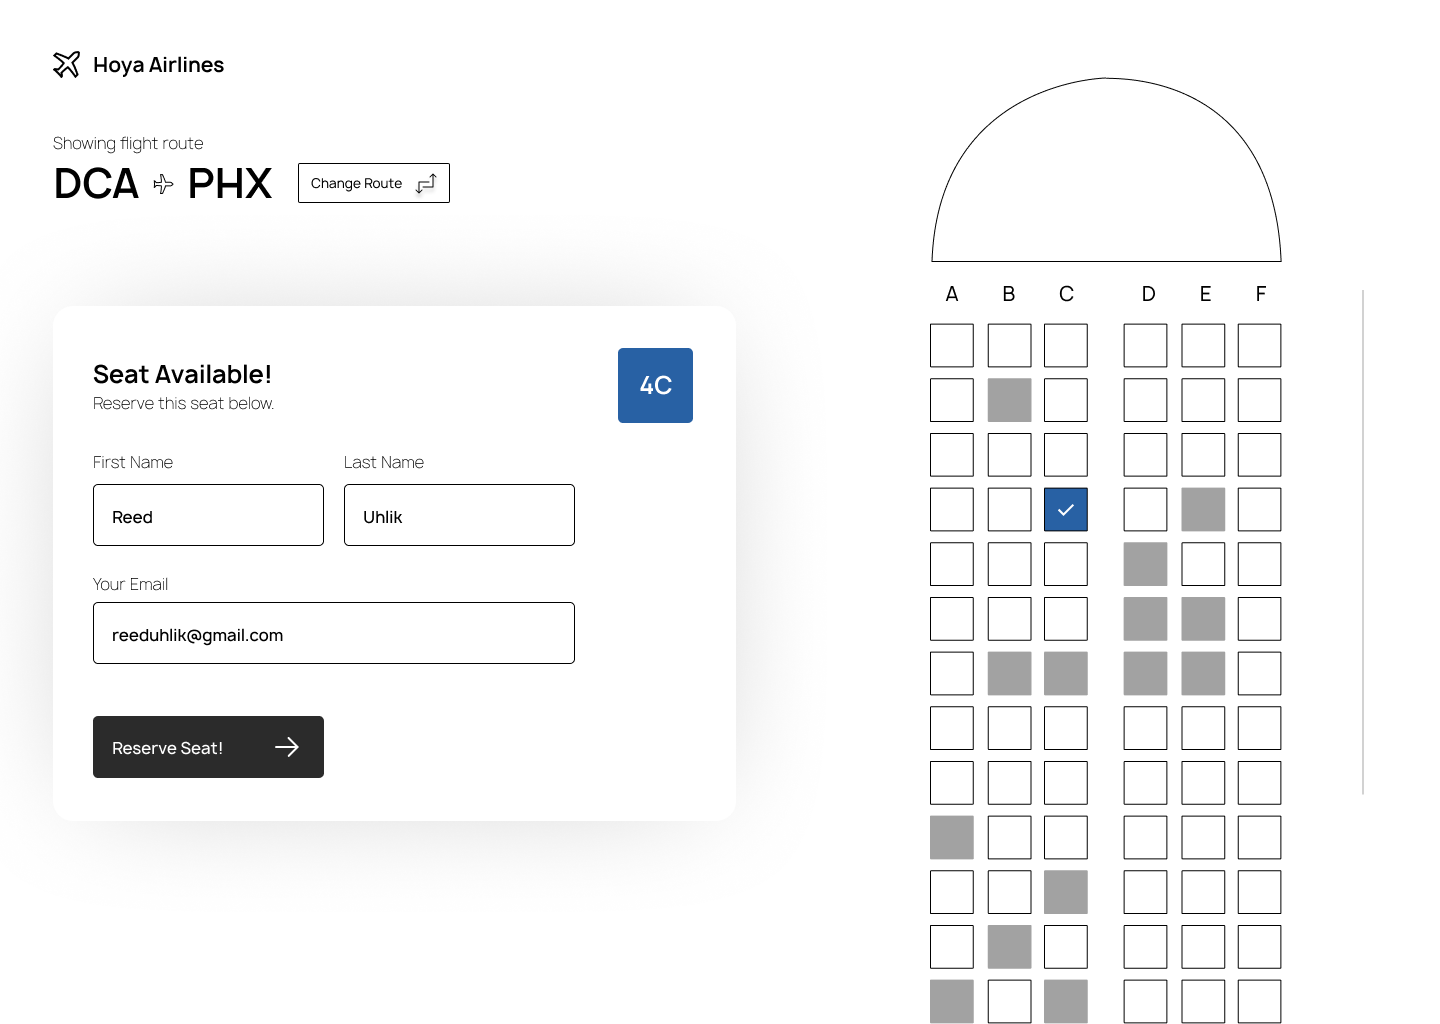 Hoya Airlines
Showing flight route
DCA PHX
Change Route
Seat Available!
Reserve this seat below.
4C
First Name
Last Name
Reed
Uhlik
Your Email
reeduhlik@gmail.com
Reserve Seat!
A B C D E F